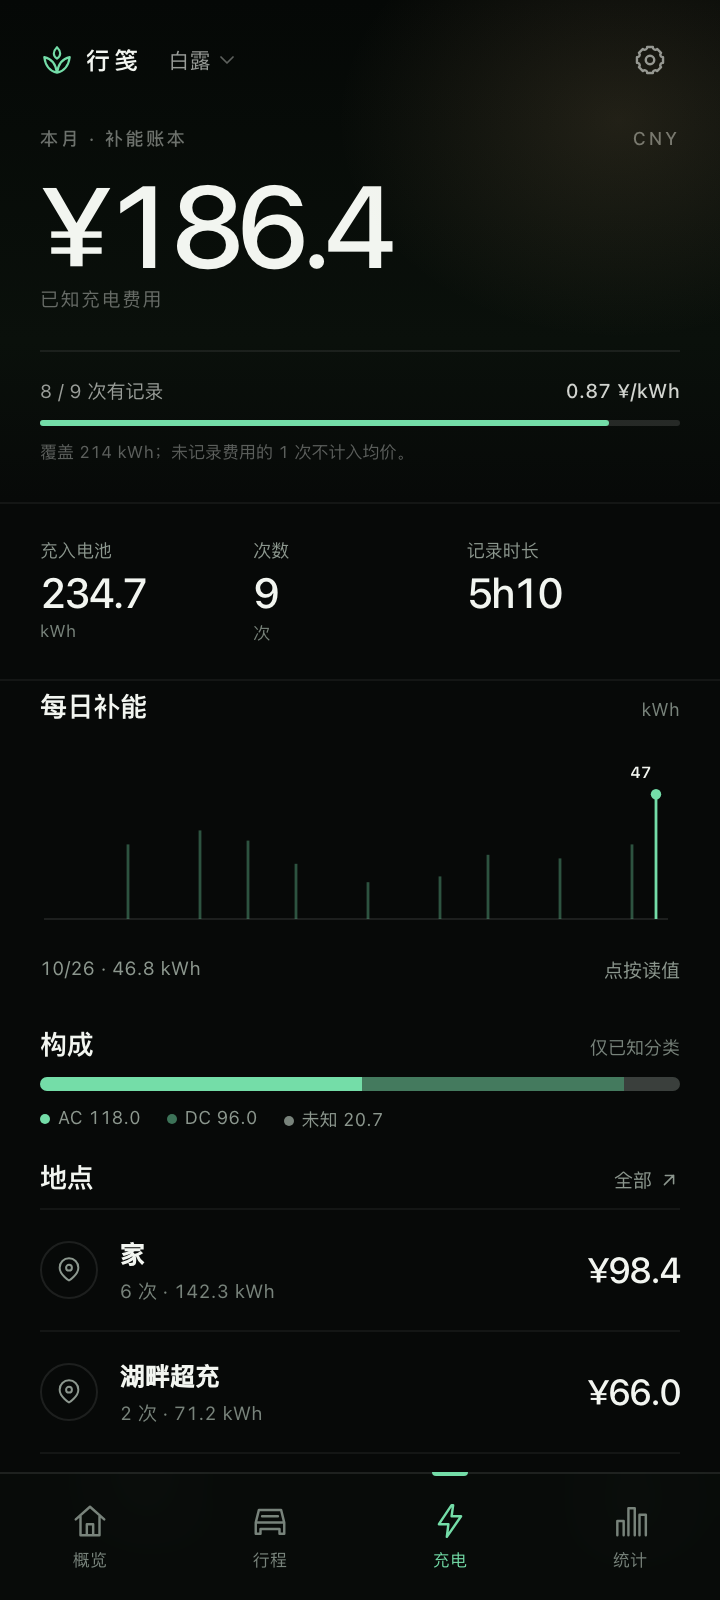 行笺 白露
本月 · 补能账本 CNY
¥186.4
已知充电费用
8 / 9 次有记录 0.87 ¥/kWh
覆盖 214 kWh；未记录费用的 1 次不计入均价。
充入电池 次数 记录时长
234.7 9 5h10
kWh 次
每日补能 kWh
47
10/26 · 46.8 kWh 点按读值
构成 仅已知分类
AC 118.0 DC 96.0 未知 20.7
地点 全部
家
6 次 · 142.3 kWh ¥98.4
湖畔超充
2 次 · 71.2 kWh ¥66.0
概览 行程 充电 统计